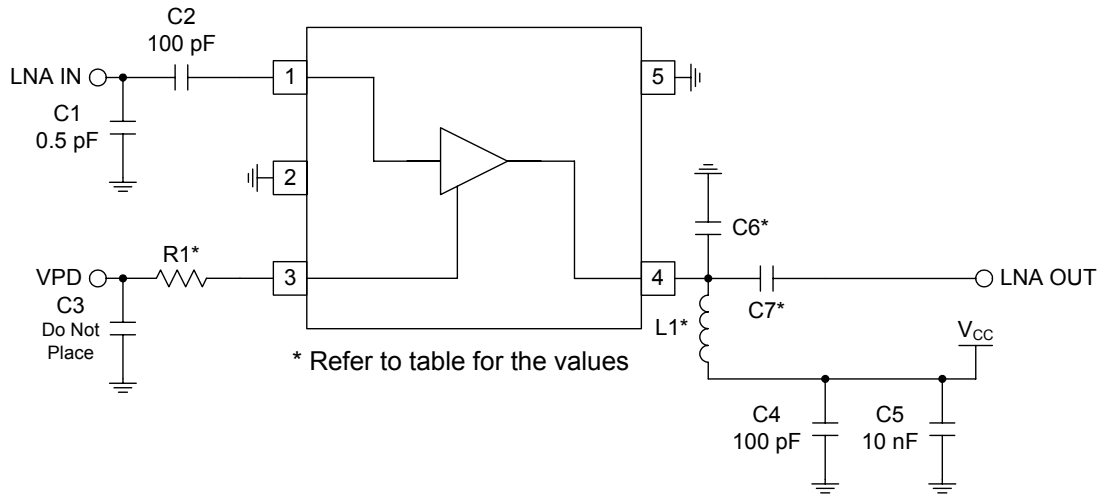 C2
100 pF
LNA IN
1
5
C1
0.5 pF
2
C6*
R1*
VPD
3
4
LNA OUT
C3
Do Not
Place
C7*
L1*
VCC
* Refer to table for the values
C4
100 pF
C5
10 nF